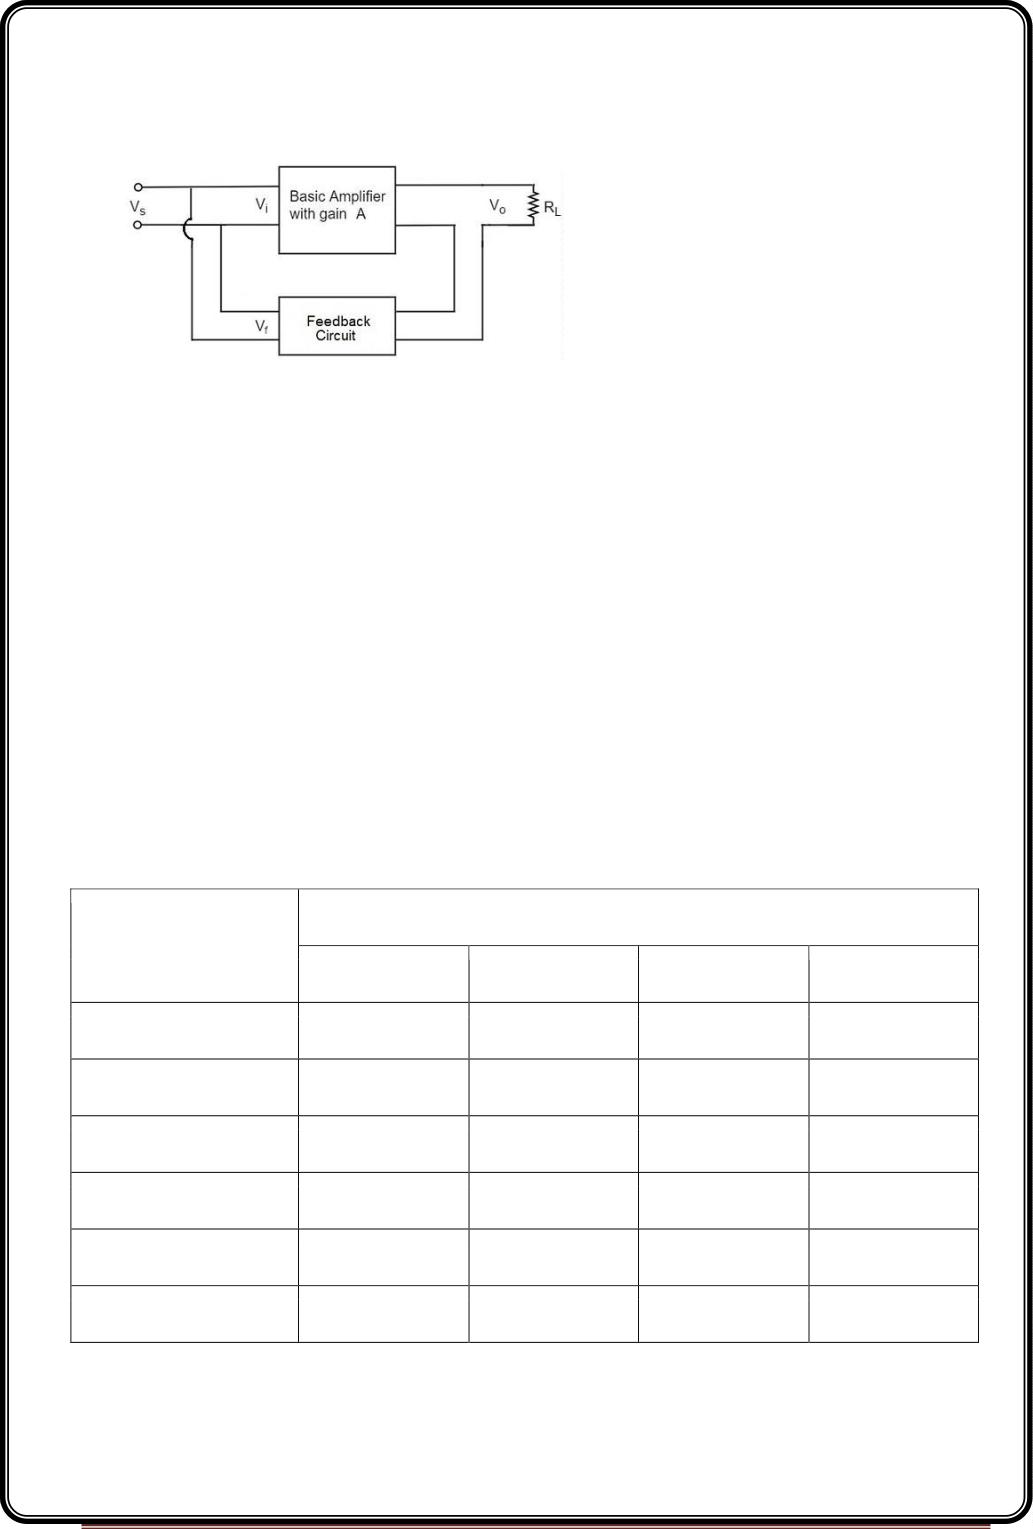 Basic Amplifier
with gain A
Vs
Vi
Vo
RL
Feedback
Circuit
Vf